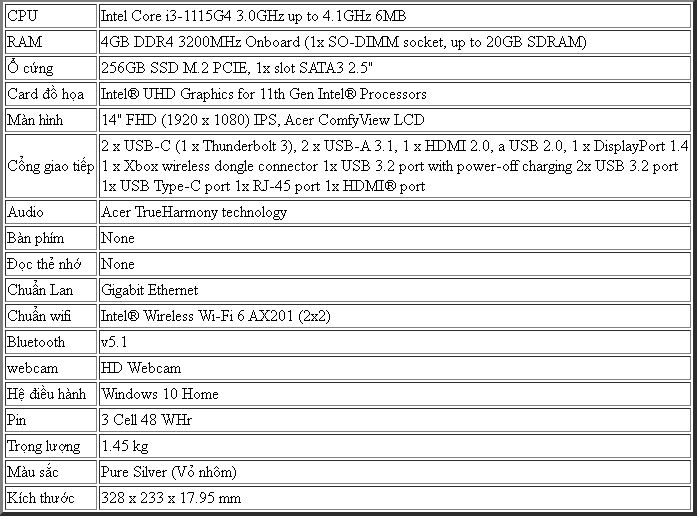 CPU Intel Core i3-1115G4 3.0GHz up to 4.1GHz 6MB
RAM 4GB DDR4 3200MHz Onboard (1x SO-DIMM socket, up to 20GB SDRAM)
Ổ cứng 256GB SSD M.2 PCIE, 1x slot SATA3 2.5"
Card đồ họa Intel® UHD Graphics for 11th Gen Intel® Processors
Màn hình 14" FHD (1920 x 1080) IPS, Acer ComfyView LCD
Cổng giao tiếp 2 x USB-C (1 x Thunderbolt 3), 2 x USB-A 3.1, 1 x HDMI 2.0, a USB 2.0, 1 x DisplayPort 1.4
1 x Xbox wireless dongle connector 1x USB 3.2 port with power-off charging 2x USB 3.2 port
1x USB Type-C port 1x RJ-45 port 1x HDMI® port
Audio Acer TrueHarmony technology
Bàn phím None
Đọc thẻ nhớ None
Chuẩn Lan Gigabit Ethernet
Chuẩn wifi Intel® Wireless Wi-Fi 6 AX201 (2x2)
Bluetooth v5.1
webcam HD Webcam
Hệ điều hành Windows 10 Home
Pin 3 Cell 48 WHr
Trọng lượng 1.45 kg
Màu sắc Pure Silver (Vỏ nhôm)
Kích thước 328 x 233 x 17.95 mm